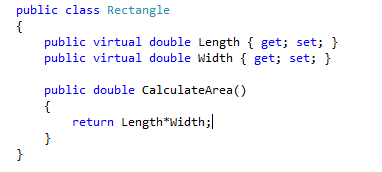 public class Rectangle
{
    public virtual double Length { get; set; }
    public virtual double Width { get; set; }

    public double CalculateArea()
    {
        return Length*Width;
    }
}